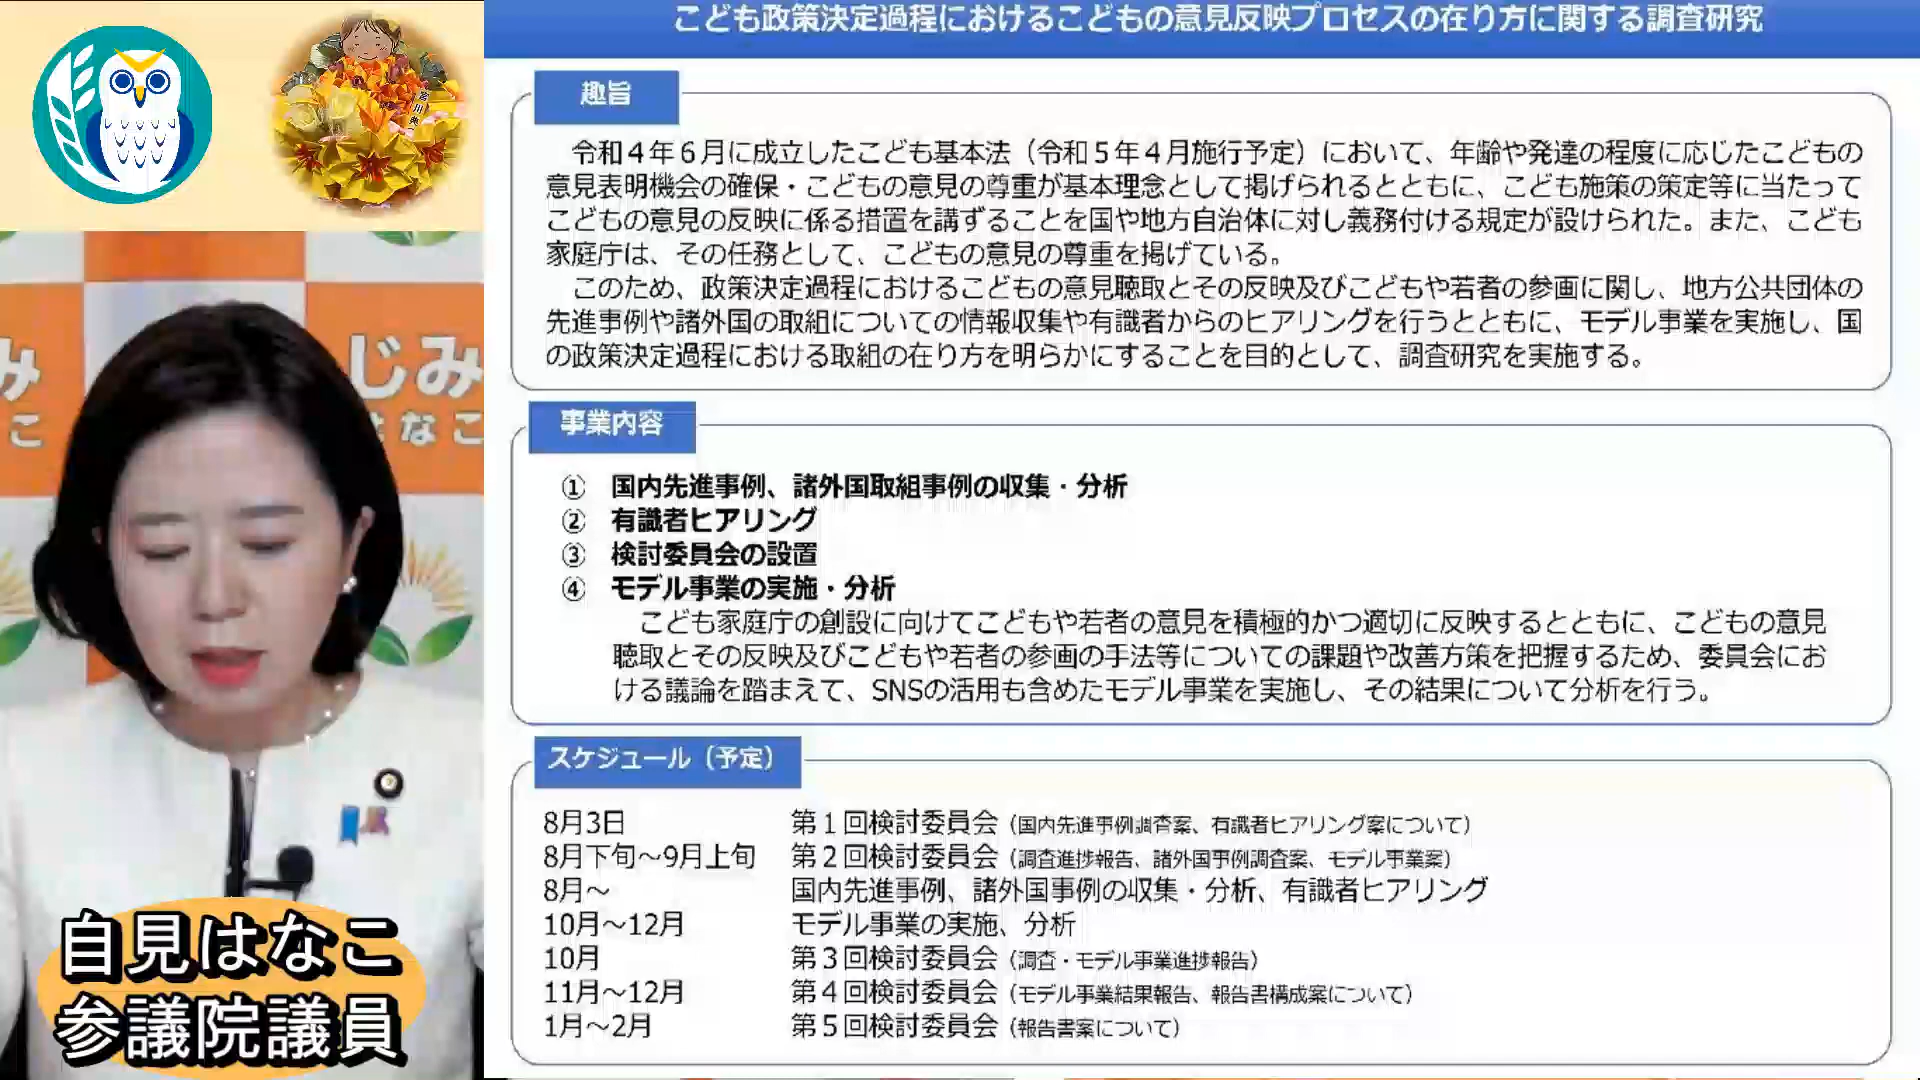 こども政策決定過程におけるこどもの意見反映プロセスの在り方に関する調査研究
趣旨
令和４年６月に成立したこども基本法（令和５年４月施行予定）において、年齢や発達の程度に応じたこどもの
意見表明機会の確保・こどもの意見の尊重が基本理念として掲げられるとともに、こども施策の策定等に当たって
こどもの意見の反映に係る措置を講ずることを国や地方自治体に対し義務付ける規定が設けられた。また、こども
家庭庁は、その任務として、こどもの意見の尊重を掲げている。
このため、政策決定過程におけるこどもの意見聴取とその反映及びこどもや若者の参画に関し、地方公共団体の
先進事例や諸外国の取組についての情報収集や有識者からのヒアリングを行うとともに、モデル事業を実施し、国
の政策決定過程における取組の在り方を明らかにすることを目的として、調査研究を実施する。
事業内容
① 国内先進事例、諸外国取組事例の収集・分析
② 有識者ヒアリング
③ 検討委員会の設置
④ モデル事業の実施・分析
こども家庭庁の創設に向けてこどもや若者の意見を積極的かつ適切に反映するとともに、こどもの意見
聴取とその反映及びこどもや若者の参画の手法等についての課題や改善方策を把握するため、委員会にお
ける議論を踏まえて、SNSの活用も含めたモデル事業を実施し、その結果について分析を行う。
スケジュール（予定）
8月3日 第１回検討委員会（国内先進事例調査案、有識者ヒアリング案について）
8月下旬～9月上旬 第２回検討委員会（調査進捗報告、諸外国事例調査案、モデル事業案）
8月～ 国内先進事例、諸外国事例の収集・分析、有識者ヒアリング
10月～12月 モデル事業の実施、分析
10月 第３回検討委員会（調査・モデル事業進捗報告）
11月～12月 第４回検討委員会（モデル事業結果報告、報告書構成案について）
1月～2月 第５回検討委員会（報告書案について）
み
こ
じみ
はなこ
自見はなこ
参議院議員